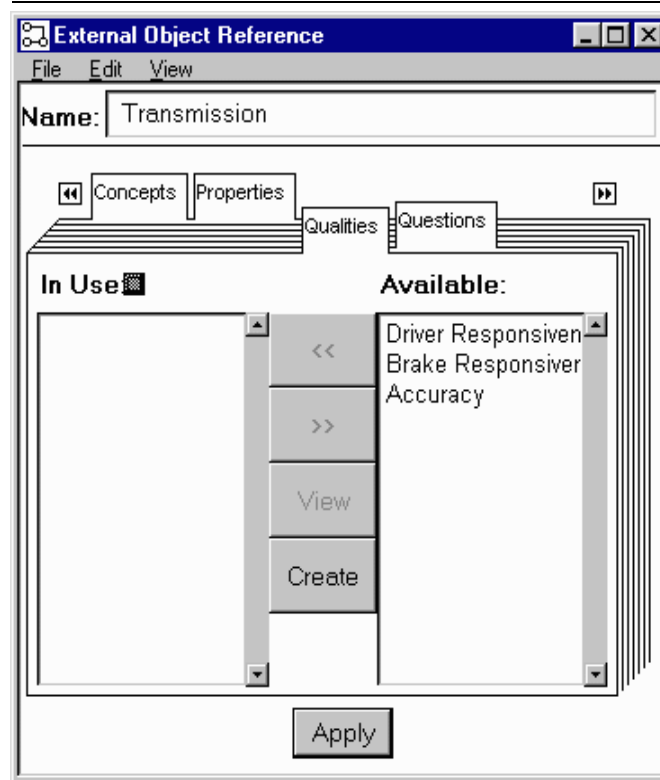 External Object Reference
File Edit View
Name: Transmission
Concepts Properties
Qualities Questions
In Use: Available:
<< Driver Responsiven
Brake Responsiver
Accuracy
>>
View
Create
Apply